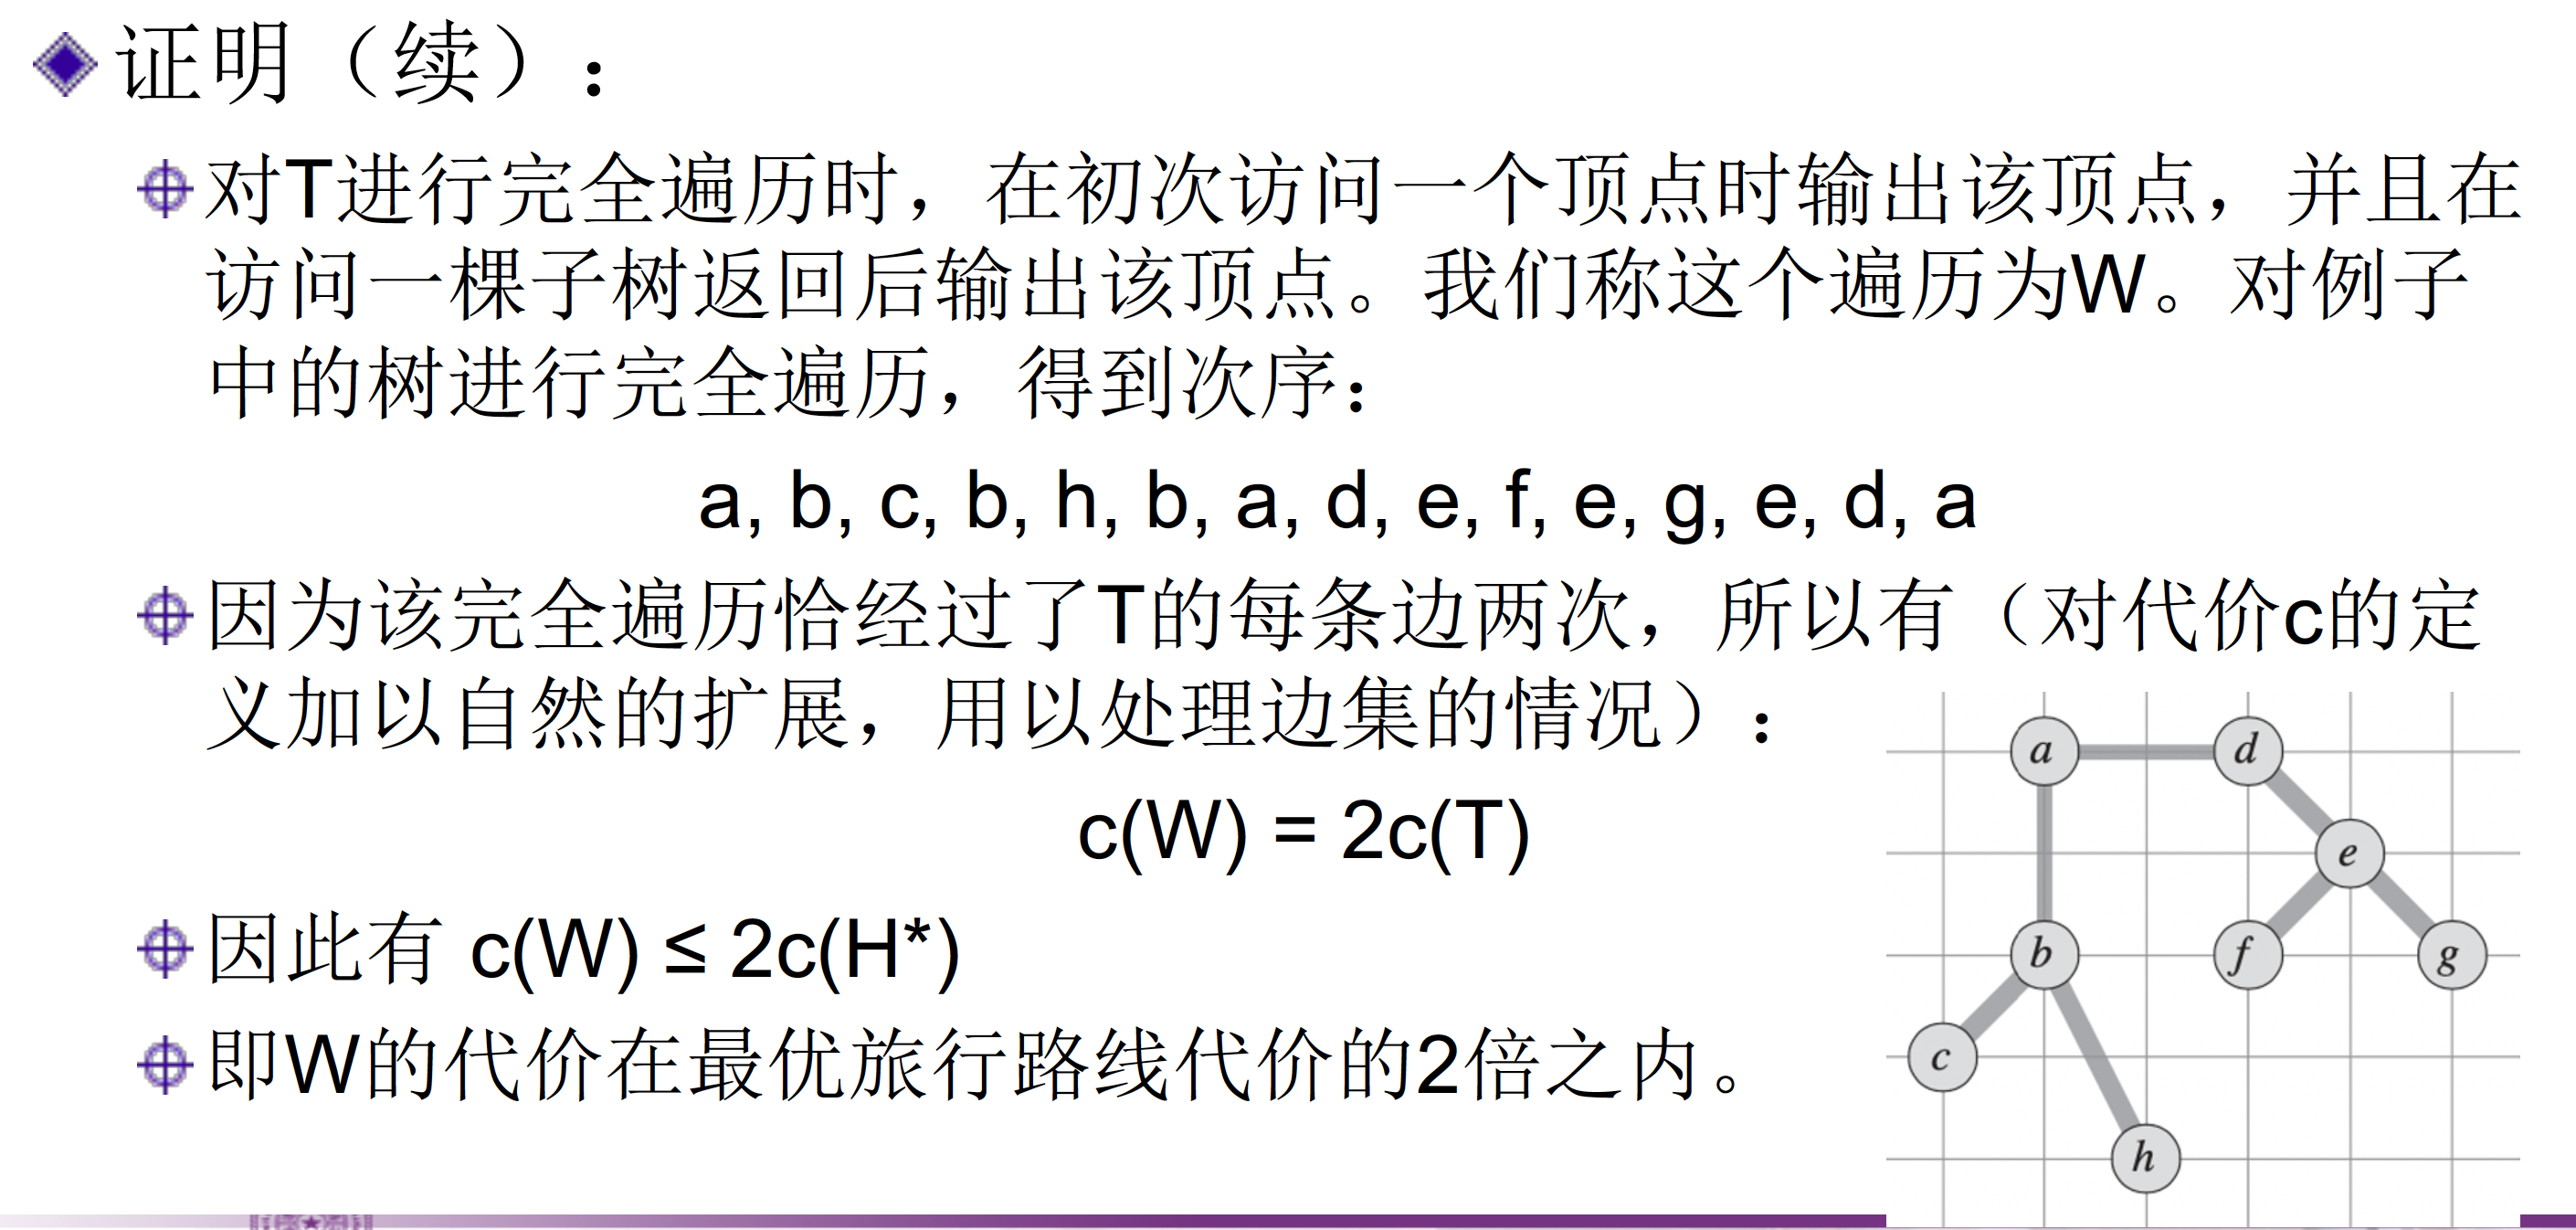 证明（续）：
对T进行完全遍历时，在初次访问一个顶点时输出该顶点，并且在
访问一棵子树返回后输出该顶点。我们称这个遍历为W。对例子
中的树进行完全遍历，得到次序：
a, b, c, b, h, b, a, d, e, f, e, g, e, d, a
因为该完全遍历恰经过了T的每条边两次，所以有（对代价c的定
义加以自然的扩展，用以处理边集的情况）：
c(W) = 2c(T)
因此有 c(W) ≤ 2c(H*)
即W的代价在最优旅行路线代价的2倍之内。
a
d
e
b
f
g
c
h